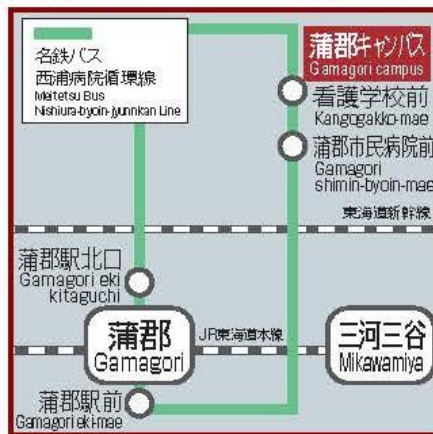 名鉄バス
西浦病院循環線
Meitetsu Bus
Nishiura-byoin-jyunnkan Line
蒲郡キャンパス
Gamagori campus
看護学校前
Kangogakko-mae
蒲郡市民病院前
Gamagori
shimin-byoin-mae
東海道新幹線
蒲郡駅北口
Gamagori eki
kitaguchi
蒲郡
Gamagori
JR東海道本線
三河三谷
Mikawamiya
蒲郡駅前
Gamagori eki-mae